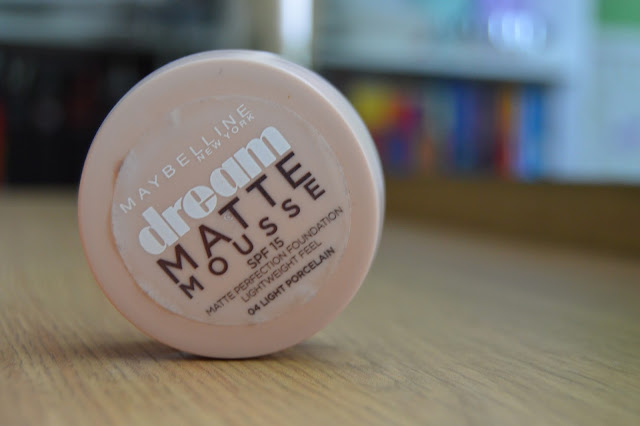 MAYBELLINE
NEW YORK
dream
MATTE
MOUSSE
SPF 15
MATTE PERFECTION FOUNDATION
LIGHTWEIGHT FEEL
04 LIGHT PORCELAIN